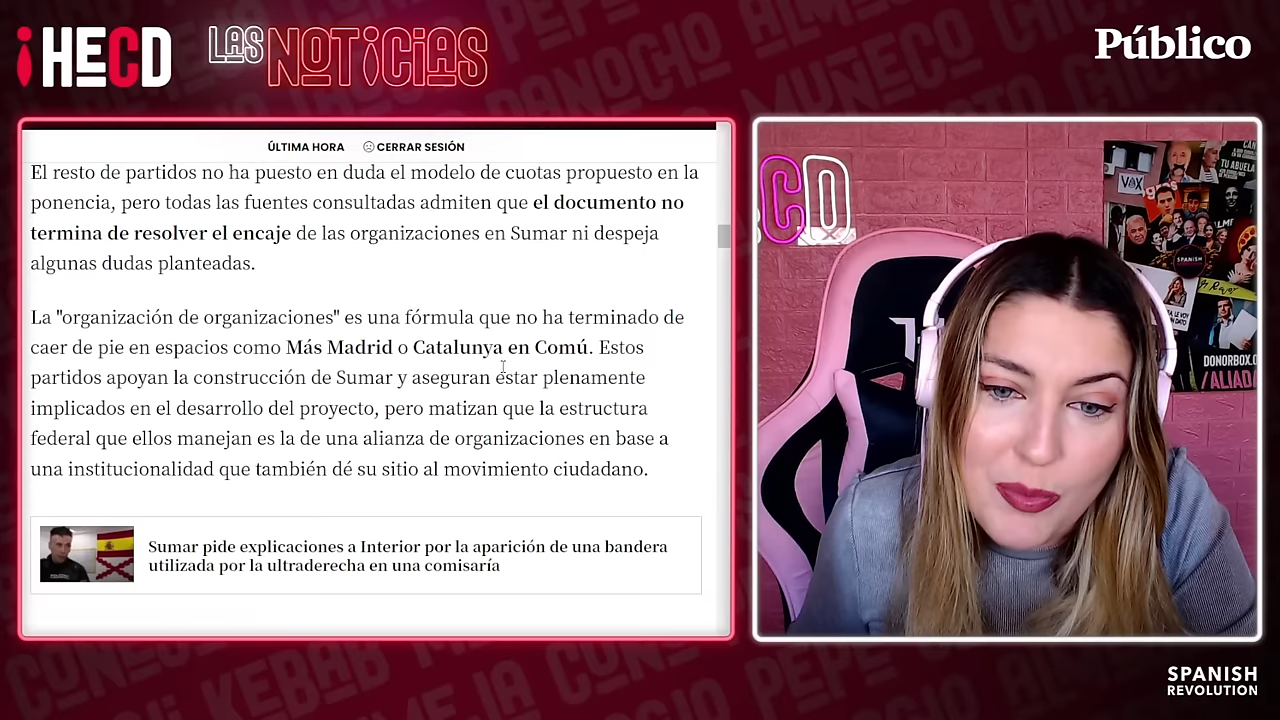 HECD
LAS NOTiCiAS
Público
ÚLTIMA HORA
CERRAR SESIÓN
El resto de partidos no ha puesto en duda el modelo de cuotas propuesto en la
ponencia, pero todas las fuentes consultadas admiten que el documento no
termina de resolver el encaje de las organizaciones en Sumar ni despeja
algunas dudas planteadas.
La "organización de organizaciones" es una fórmula que no ha terminado de
caer de pie en espacios como Más Madrid o Catalunya en Comú. Estos
partidos apoyan la construcción de Sumar y aseguran estar plenamente
implicados en el desarrollo del proyecto, pero matizan que la estructura
federal que ellos manejan es la de una alianza de organizaciones en base a
una institucionalidad que también dé su sitio al movimiento ciudadano.
Sumar pide explicaciones a Interior por la aparición de una bandera
utilizada por la ultraderecha en una comisaría
CD
VOX
TU ABUELA
SPANISH
DONORBOX.O
/ALIAD
SPANISH
REVOLUTION